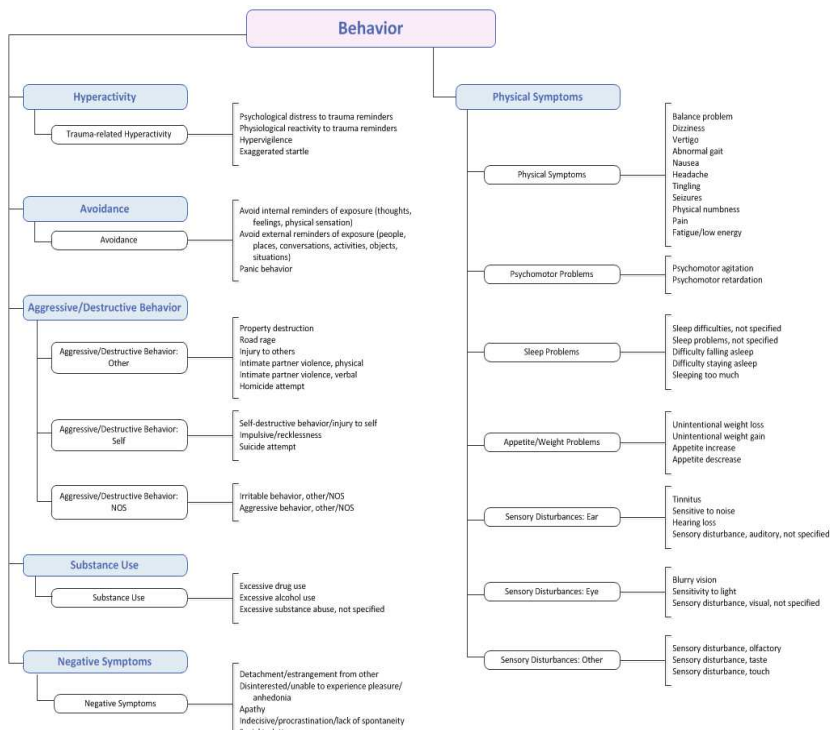 Behavior
Hyperactivity
Trauma-related Hyperactivity
Psychological distress to trauma reminders
Physiological reactivity to trauma reminders
Hypervigilence
Exaggerated startle
Avoidance
Avoidance
Avoid internal reminders of exposure (thoughts,
feelings, physical sensation)
Avoid external reminders of exposure (people,
places, conversations, activities, objects,
situations)
Panic behavior
Aggressive/Destructive Behavior
Aggressive/Destructive Behavior:
Other
Property destruction
Road rage
Injury to others
Intimate partner violence, physical
Intimate partner violence, verbal
Homicide attempt
Aggressive/Destructive Behavior:
Self
Self-destructive behavior/injury to self
Impulsive/recklessness
Suicide attempt
Aggressive/Destructive Behavior:
NOS
Irritable behavior, other/NOS
Aggressive behavior, other/NOS
Substance Use
Substance Use
Excessive drug use
Excessive alcohol use
Excessive substance abuse, not specified
Negative Symptoms
Negative Symptoms
Detachment/estrangement from other
Disinterested/unable to experience pleasure/
anhedonia
Apathy
Indecisive/procrastination/lack of spontaneity
Physical Symptoms
Physical Symptoms
Balance problem
Dizziness
Vertigo
Abnormal gait
Nausea
Headache
Tingling
Seizures
Physical numbness
Pain
Fatigue/low energy
Psychomotor Problems
Psychomotor agitation
Psychomotor retardation
Sleep Problems
Sleep difficulties, not specified
Sleep problems, not specified
Difficulty falling asleep
Difficulty staying asleep
Sleeping too much
Appetite/Weight Problems
Unintentional weight loss
Unintentional weight gain
Appetite increase
Appetite descrease
Sensory Disturbances: Ear
Tinnitus
Sensitive to noise
Hearing loss
Sensory disturbance, auditory, not specified
Sensory Disturbances: Eye
Blurry vision
Sensitivity to light
Sensory disturbance, visual, not specified
Sensory Disturbances: Other
Sensory disturbance, olfactory
Sensory disturbance, taste
Sensory disturbance, touch